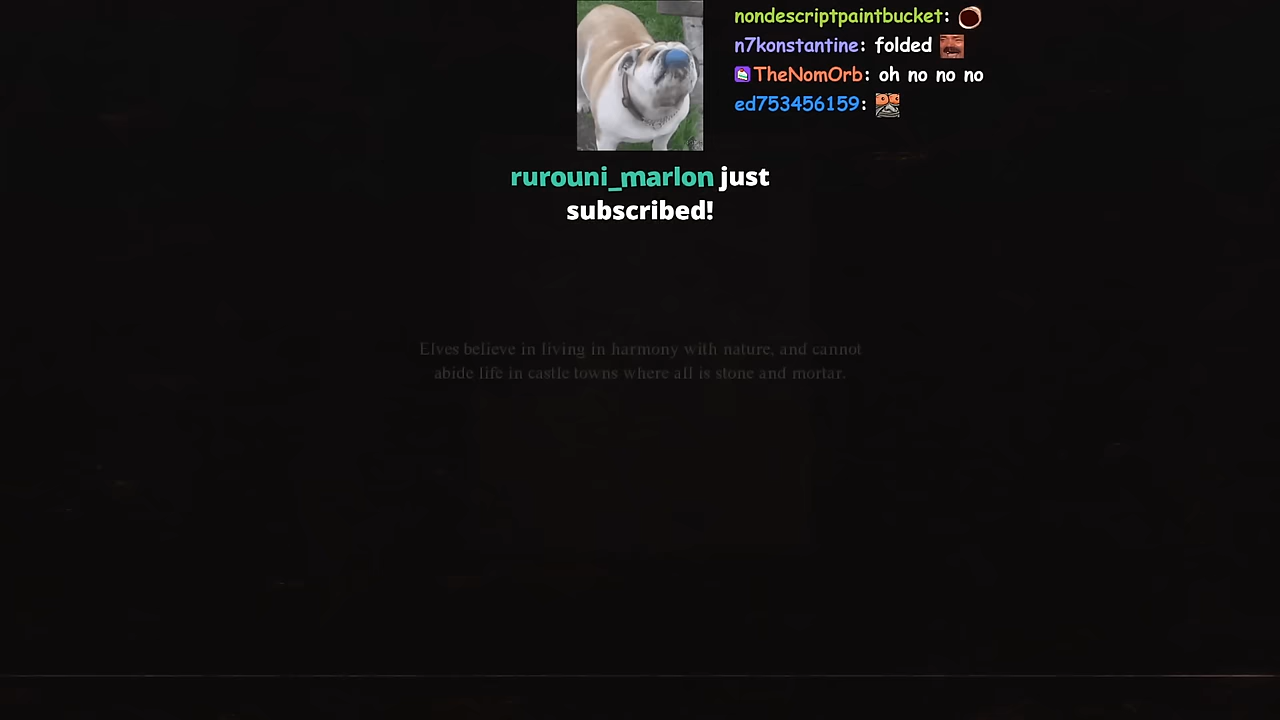 nondescriptpaintbucket:
n7konstantine: folded
TheNomOrb: oh no no no
ed753456159:
rurouni_marlon just
subscribed!
Elves believe in living in harmony with nature, and cannot
abide life in castle towns where all is stone and mortar.